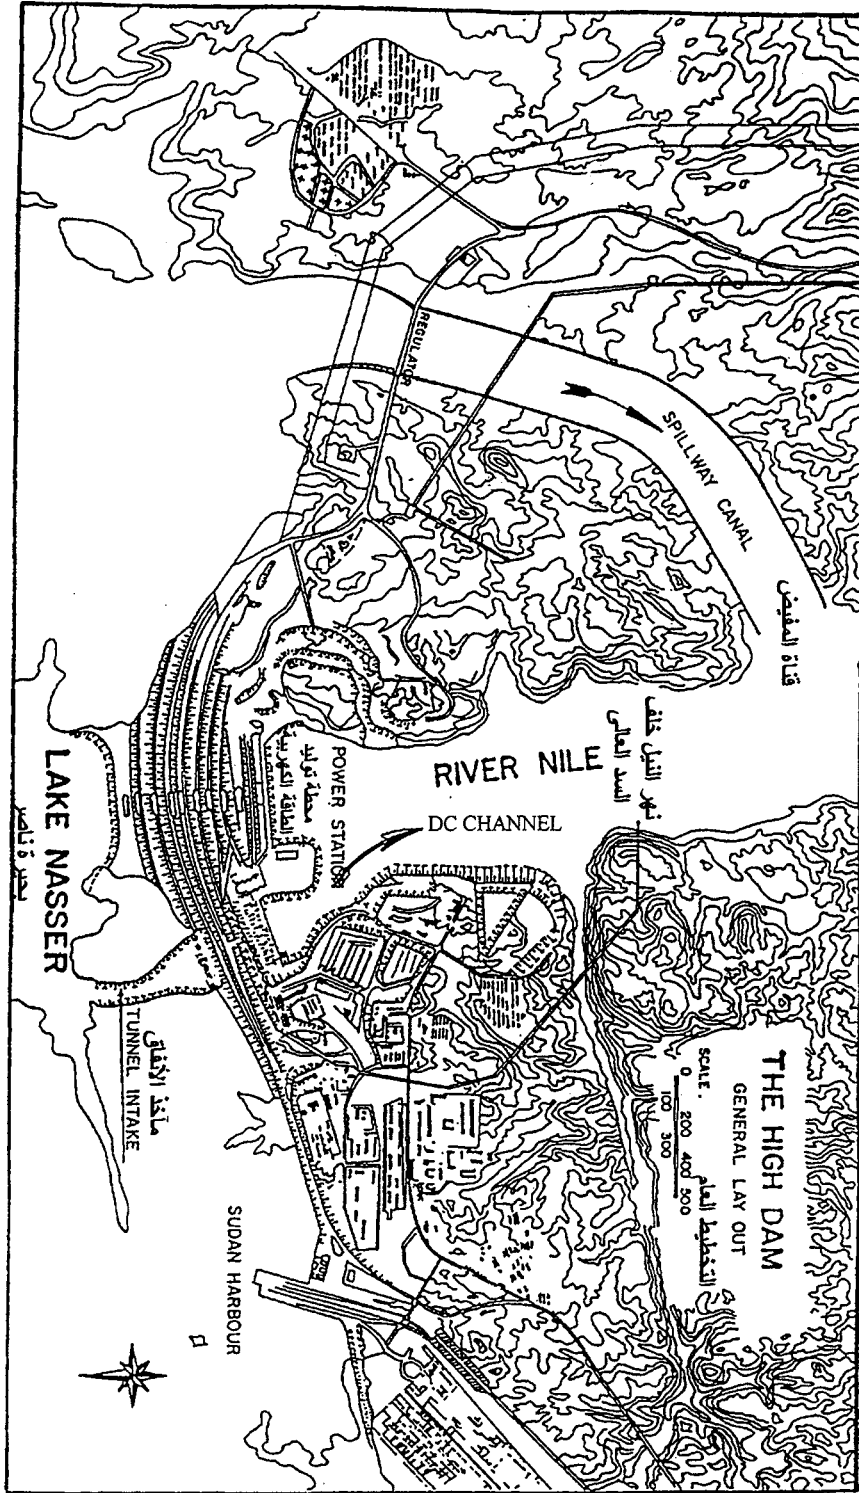 THE HIGH DAM
GENERAL LAY OUT
التخطيط العام
SCALE.
0 200 400 500
100 300
قناة المفيض
SPILLWAY CANAL
REGULATOR
نهر النيل خلف
السد العالى
RIVER NILE
DC CHANNEL
POWER STATION
محطة توليد
الطاقة الكهربية
LAKE NASSER
بحيرة ناصر
مأخذ الأنفاق
TUNNEL INTAKE
SUDAN HARBOUR